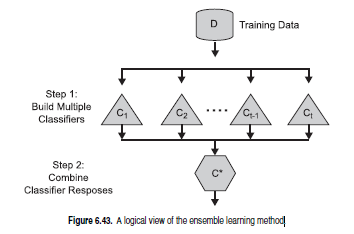 D
Training Data
Step 1:
Build Multiple
Classifiers
C1
C2
....
Ct-1
Ct
Step 2:
Combine
Classifier Resposes
C*
Figure 6.43. A logical view of the ensemble learning method